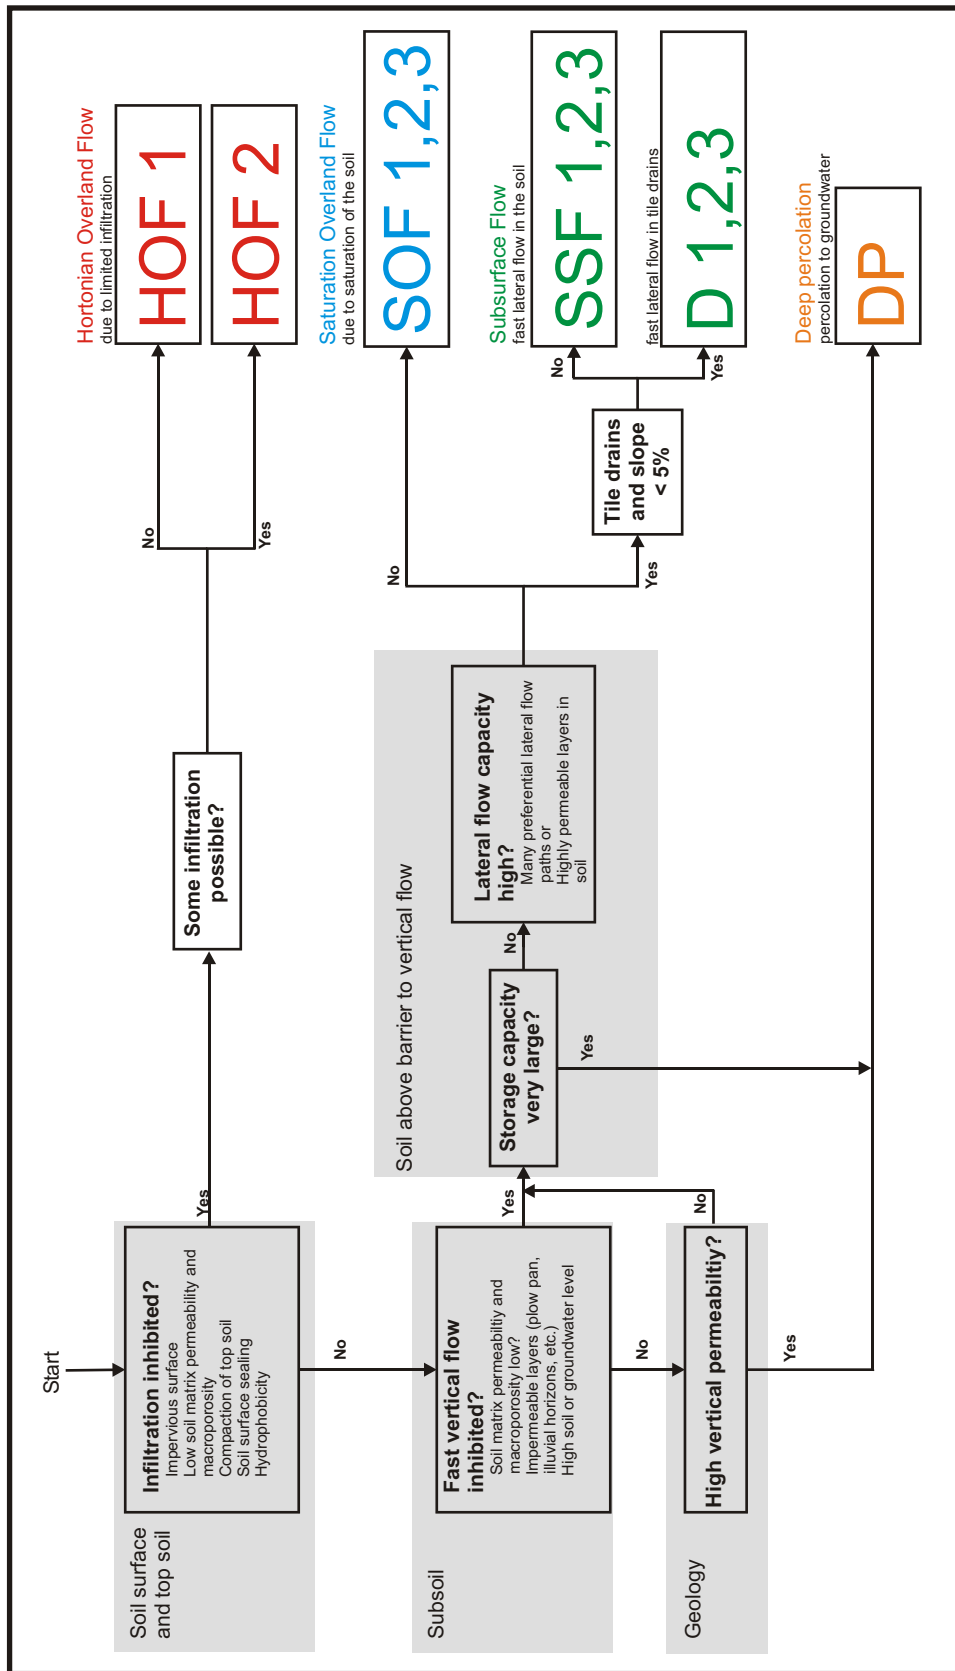 Start
Soil surface
and top soil
Infiltration inhibited?
Impervious surface
Low soil matrix permeability and
macroporosity
Compaction of top soil
Soil surface sealing
Hydrophobicity
Yes
No
Some infiltration
possible?
No
Yes
Hortonian Overland Flow
due to limited infiltration
HOF 1
HOF 2
Subsoil
Fast vertical flow
inhibited?
Soil matrix permeabiltiy and
macroporosity low?
Impermeable layers (plow pan,
illuvial horizons, etc.)
High soil or groundwater level
Yes
No
Soil above barrier to vertical flow
Storage capacity
very large?
No
Yes
Lateral flow capacity
high?
Many preferential lateral flow
paths or
Highly permeable layers in
soil
No
Yes
Saturation Overland Flow
due to saturation of the soil
SOF 1,2,3
Tile drains
and slope
< 5%
No
Yes
Subsurface Flow
fast lateral flow in the soil
SSF 1,2,3
fast lateral flow in tile drains
D 1,2,3
Geology
High vertical permeabiltiy?
No
Yes
Deep percolation
percolation to groundwater
DP